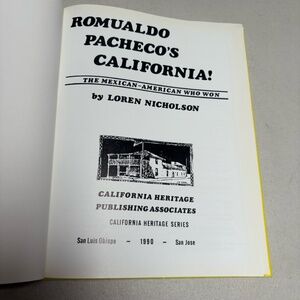 ROMUALDO
PACHECO'S
CALIFORNIA!
THE MEXICAN-AMERICAN WHO WON
by LOREN NICHOLSON
CALIFORNIA HERITAGE
PUBLISHING ASSOCIATES
CALIFORNIA HERITAGE SERIES
San Luis Obispo – 1990 – San Jose